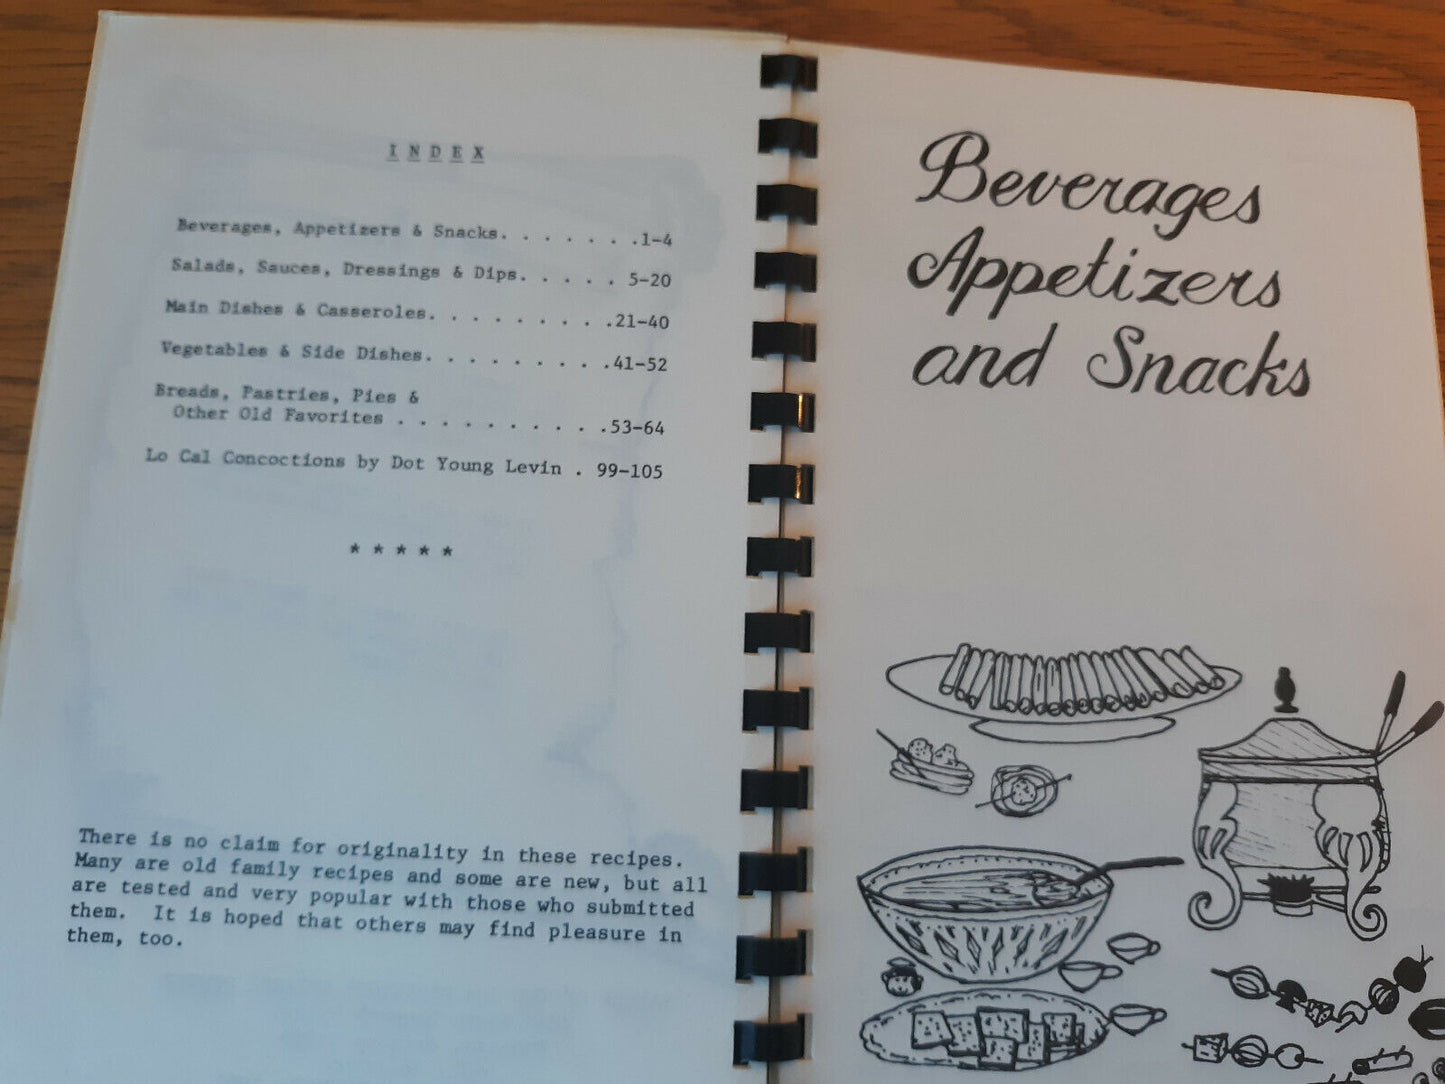 I N D E X
Beverages, Appetizers & Snacks. . . . . . .1-4
Salads, Sauces, Dressings & Dips. . . . . 5-20
Main Dishes & Casseroles. . . . . . . . .21-40
Vegetables & Side Dishes. . . . . . . . .41-52
Breads, Pastries, Pies &
Other Old Favorites . . . . . . . . . .53-64
Lo Cal Concoctions by Dot Young Levin . 99-105
* * * * *
There is no claim for originality in these recipes.
Many are old family recipes and some are new, but all
are tested and very popular with those who submitted
them. It is hoped that others may find pleasure in
them, too.
Beverages
Appetizers
and Snacks